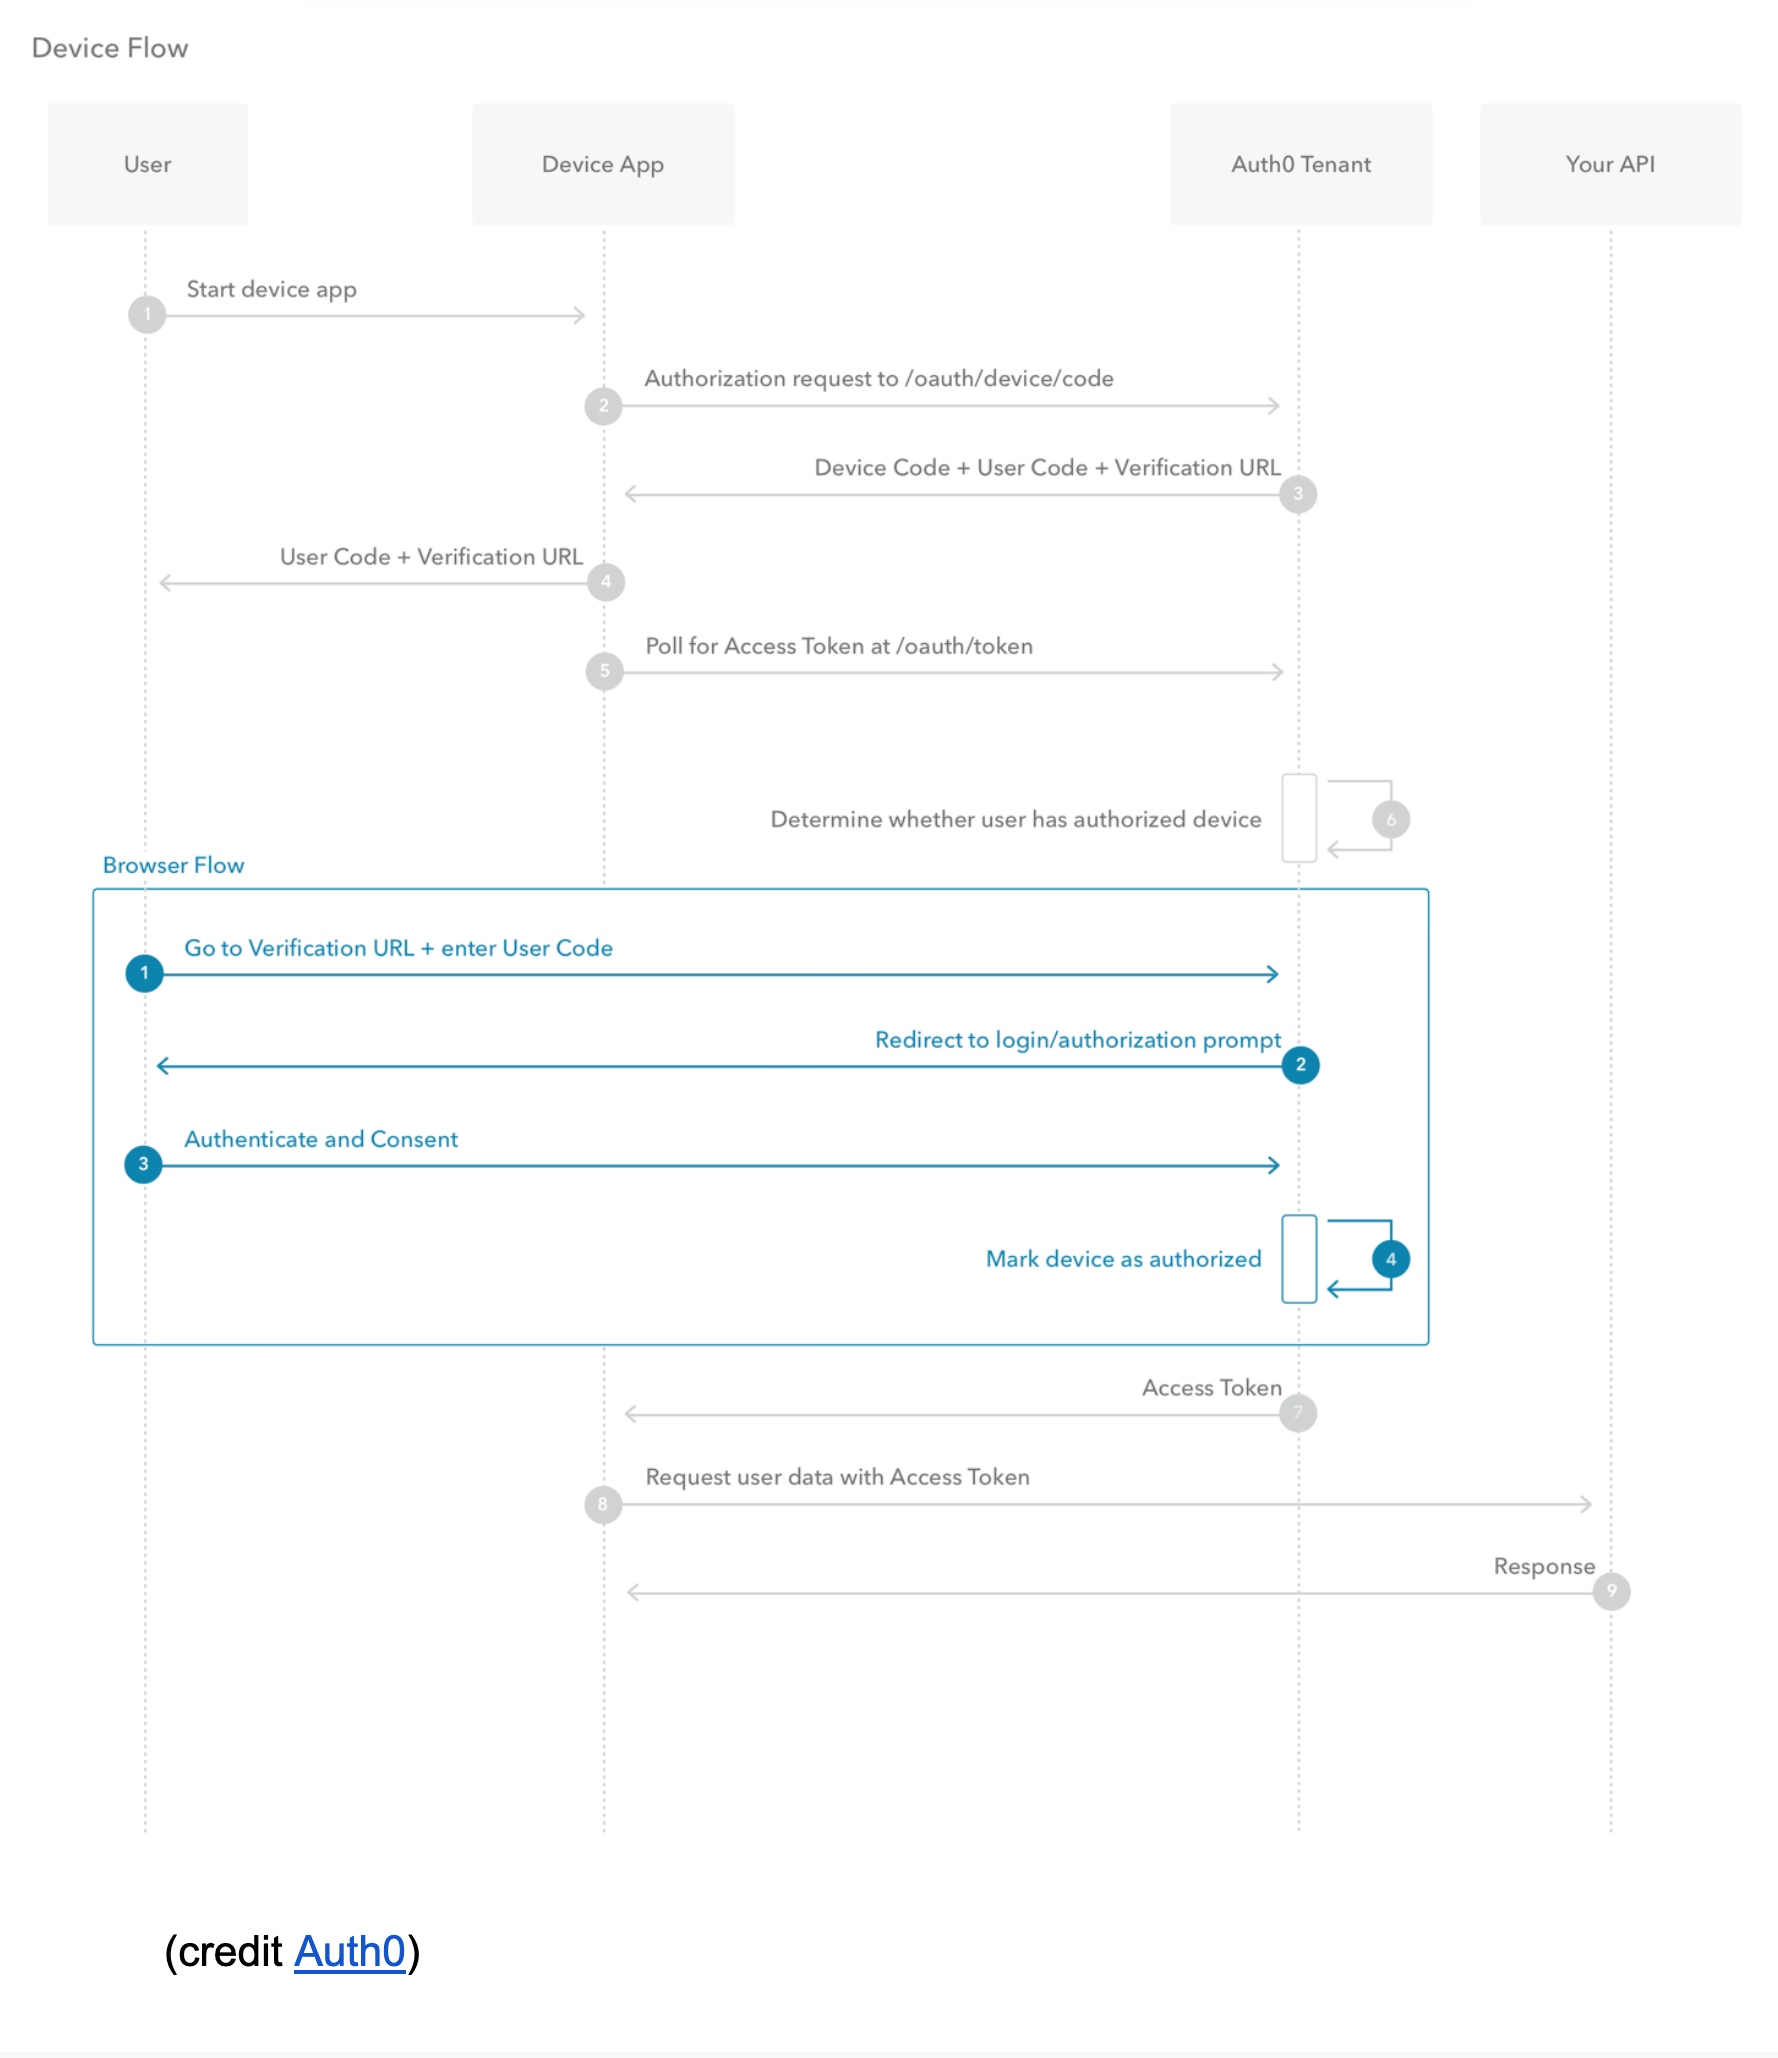 Device Flow
User
Device App
Auth0 Tenant
Your API
Start device app
1
Authorization request to /oauth/device/code
2
Device Code + User Code + Verification URL
3
User Code + Verification URL
4
Poll for Access Token at /oauth/token
5
Determine whether user has authorized device
6
Browser Flow
Go to Verification URL + enter User Code
1
Redirect to login/authorization prompt
2
Authenticate and Consent
3
Mark device as authorized
4
Access Token
7
Request user data with Access Token
8
Response
9
(credit Auth0)